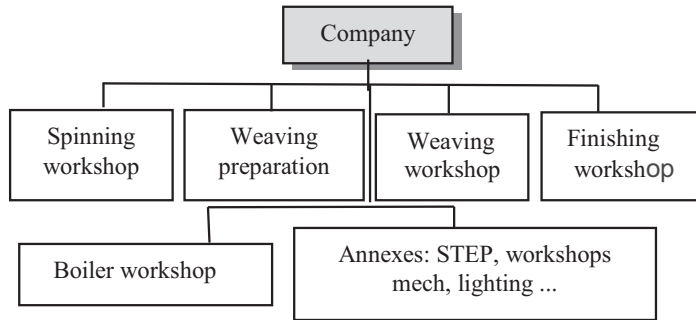 Company
Spinning
workshop
Weaving
preparation
Weaving
workshop
Finishing
workshop
Boiler workshop
Annexes: STEP, workshops
mech, lighting ...